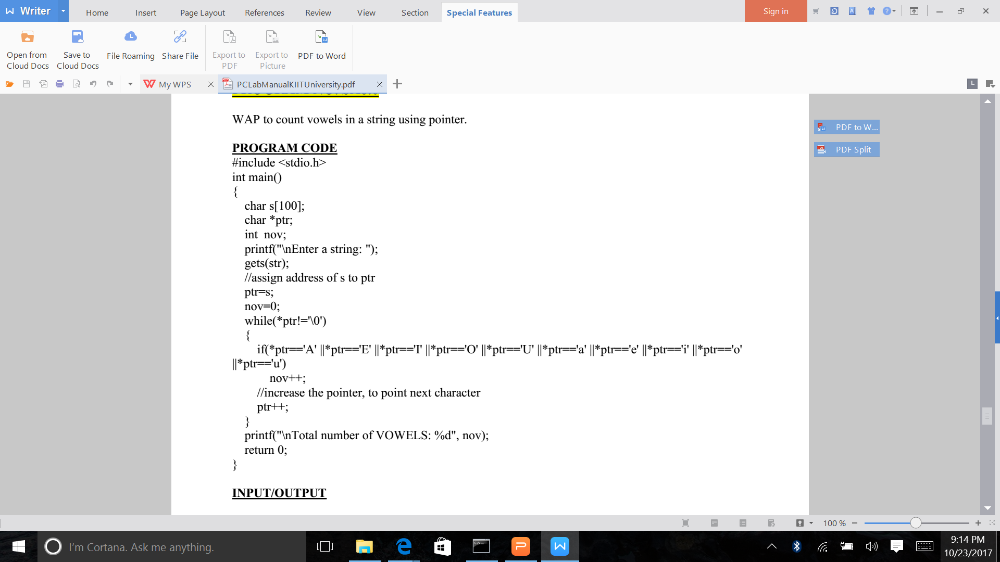 Writer
Home
Insert
Page Layout
References
Review
View
Section
Special Features
Sign in
Open from
Cloud Docs
Save to
Cloud Docs
File Roaming
Share File
Export to
PDF
Export to
Picture
PDF to Word
My WPS
PCLabManualKIITUniversity.pdf
WAP to count vowels in a string using pointer.
PROGRAM CODE
#include <stdio.h>
int main()
{
char s[100];
char *ptr;
int  nov;
printf("\nEnter a string: ");
gets(str);
//assign address of s to ptr
ptr=s;
nov=0;
while(*ptr!='\0')
{
if(*ptr=='A' ||*ptr=='E' ||*ptr=='I' ||*ptr=='O' ||*ptr=='U' ||*ptr=='a' ||*ptr=='e' ||*ptr=='i' ||*ptr=='o'
||*ptr=='u')
nov++;
//increase the pointer, to point next character
ptr++;
}
printf("\nTotal number of VOWELS: %d", nov);
return 0;
}
INPUT/OUTPUT
PDF to W...
PDF Split
100 %
I'm Cortana. Ask me anything.
9:14 PM
10/23/2017